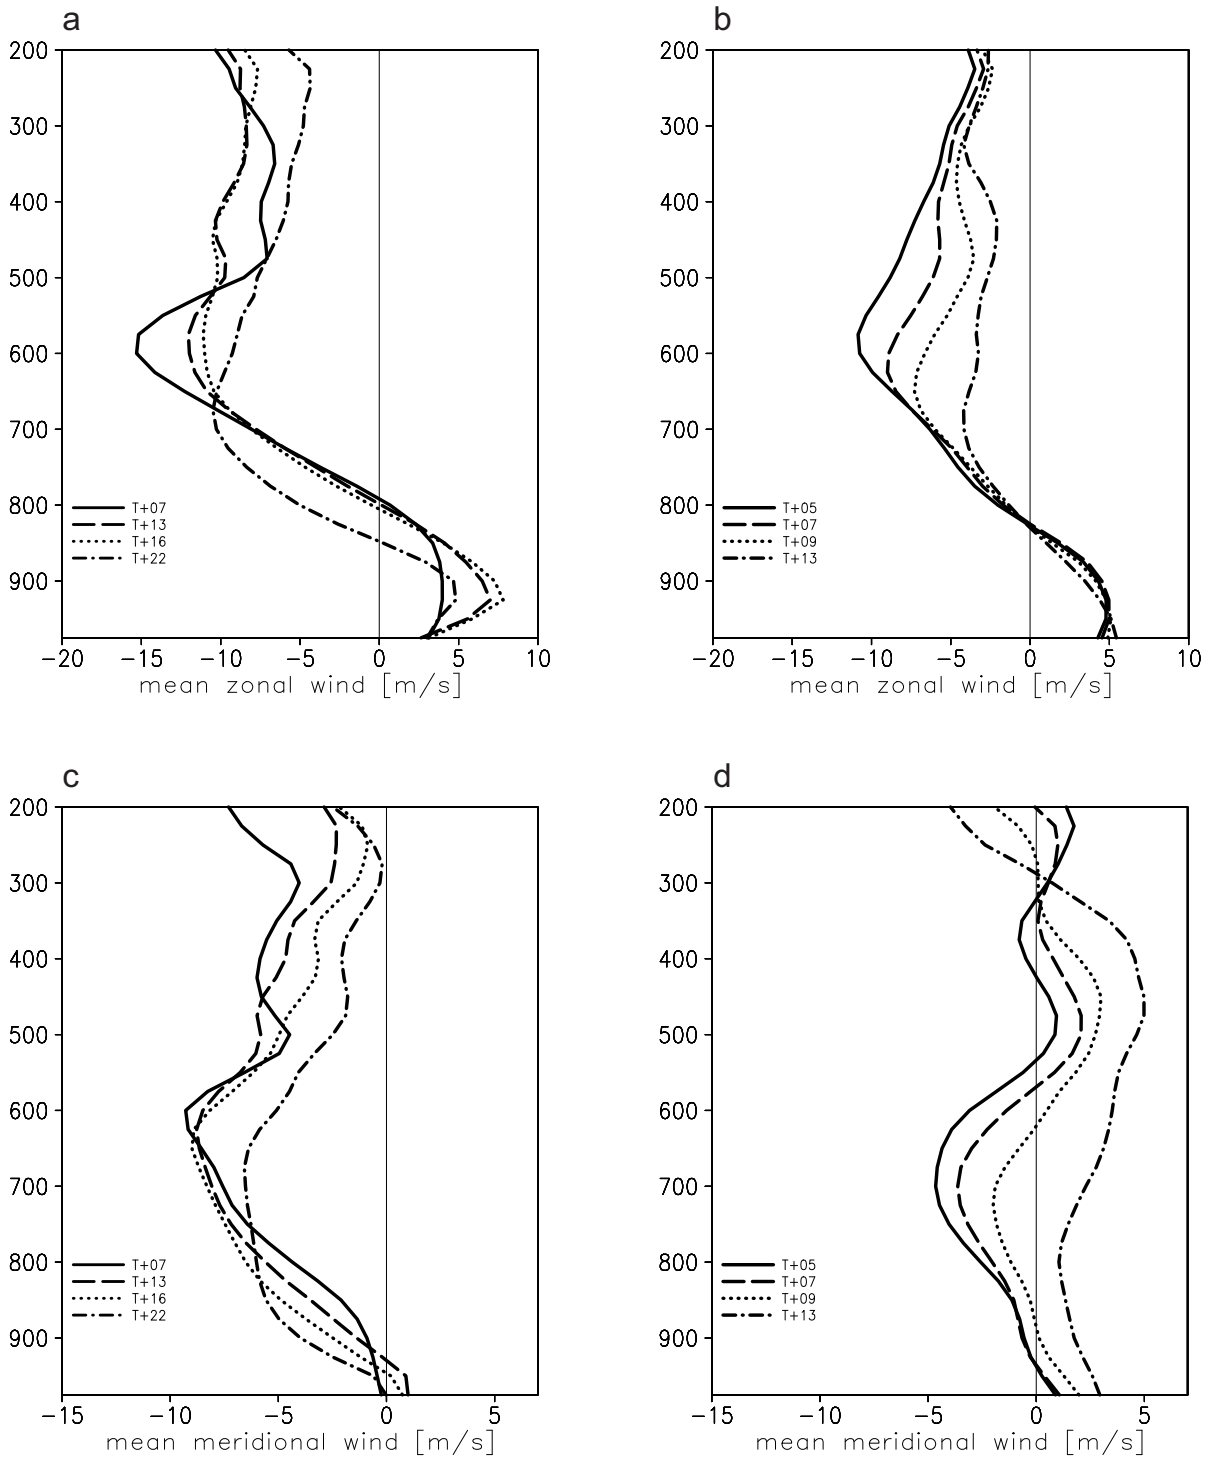 a
200
300
400
500
600
700
800
900
T+07
T+13
T+16
T+22
−20 −15 −10 −5 0 5 10
mean zonal wind [m/s]
b
200
300
400
500
600
700
800
900
T+05
T+07
T+09
T+13
−20 −15 −10 −5 0 5 10
mean zonal wind [m/s]
c
200
300
400
500
600
700
800
900
T+07
T+13
T+16
T+22
−15 −10 −5 0 5
mean meridional wind [m/s]
d
200
300
400
500
600
700
800
900
T+05
T+07
T+09
T+13
−15 −10 −5 0 5
mean meridional wind [m/s]